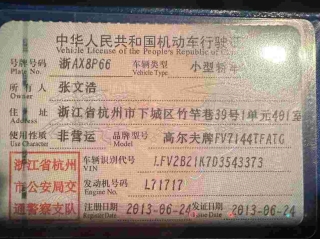 中华人民共和国机动车行驶证
Vehicle License of the People's Republic of
号牌号码 浙AX8P66 车辆类型 小型轿车
Plate No. Vehicle Type
所有人 张文浩
Owner
住址 浙江省杭州市下城区竹竿巷39号1单元401室
Address
使用性质 非营运 品牌型号 高尔夫牌FV7144TFATG
Use Character Model
浙江省杭州市公安局交通警察支队
车辆识别代号 LFV2B21K7D3543373
VIN
发动机号码 L71717
Engine No.
注册日期 2013-06-24 发证日期 2013-06-24
Register Date Issue Date